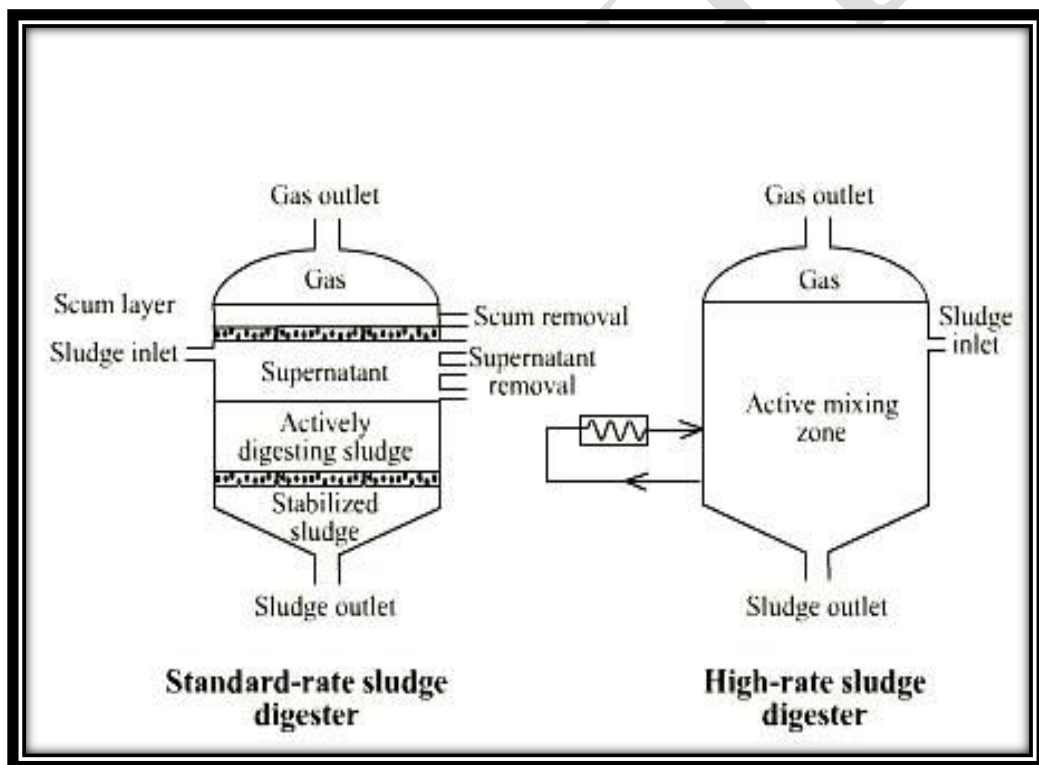 Gas outlet
Gas
Scum layer
Scum removal
Sludge inlet
Supernatant
Supernatant
removal
Actively
digesting sludge
Stabilized
sludge
Sludge outlet
Standard-rate sludge
digester
Gas outlet
Gas
Sludge
inlet
Active mixing
zone
Sludge outlet
High-rate sludge
digester